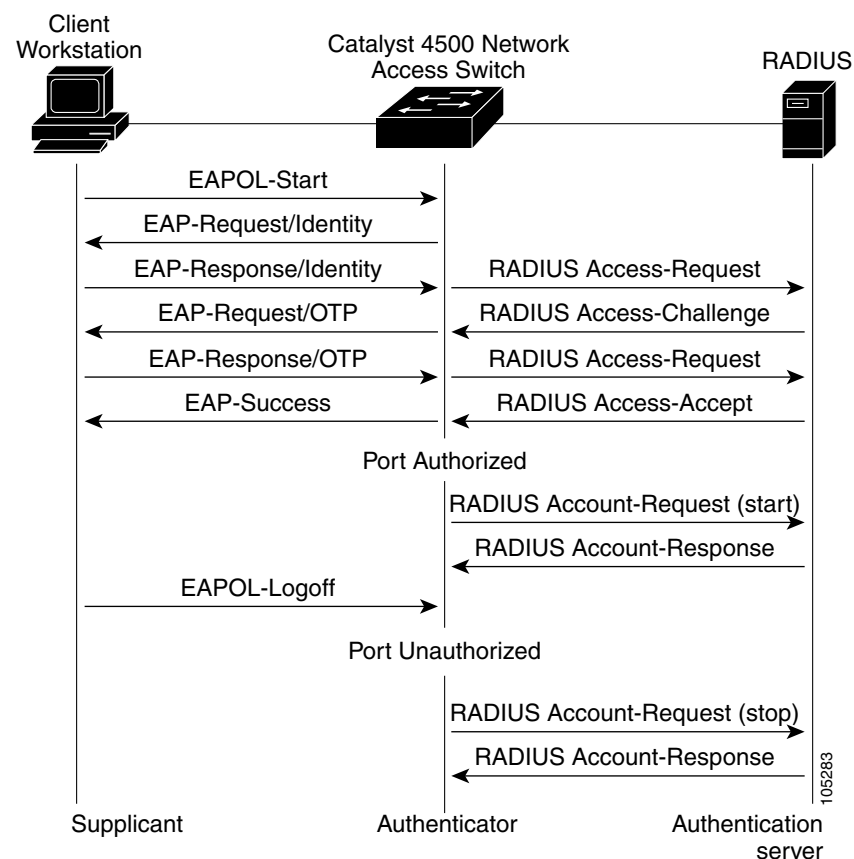 Client
Workstation
Catalyst 4500 Network
Access Switch
RADIUS
EAPOL-Start
EAP-Request/Identity
EAP-Response/Identity
RADIUS Access-Request
EAP-Request/OTP
RADIUS Access-Challenge
EAP-Response/OTP
RADIUS Access-Request
EAP-Success
RADIUS Access-Accept
Port Authorized
RADIUS Account-Request (start)
RADIUS Account-Response
EAPOL-Logoff
Port Unauthorized
RADIUS Account-Request (stop)
RADIUS Account-Response
105283
Supplicant
Authenticator
Authentication
server